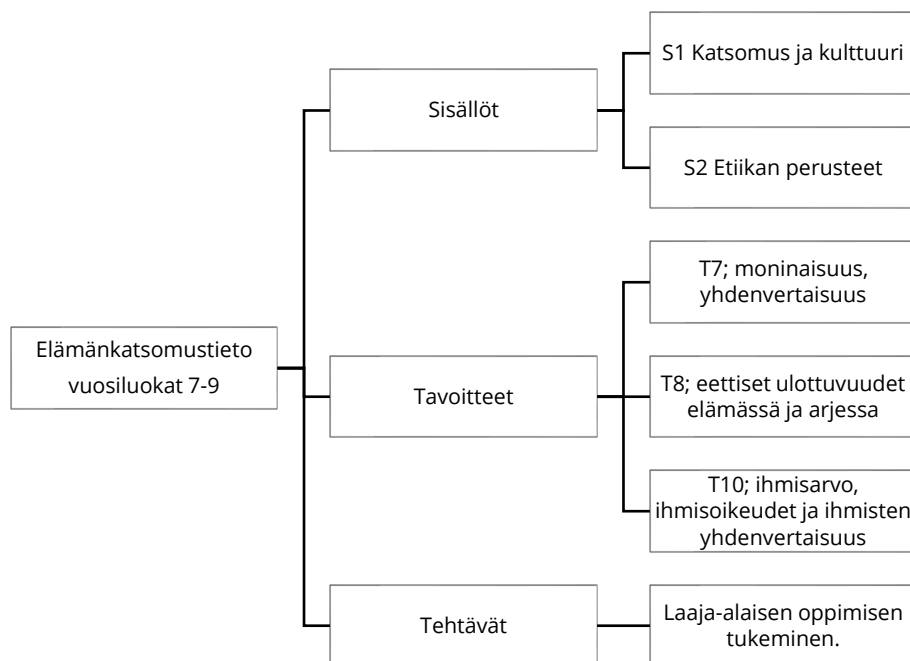 Elämänkatsomustieto
vuosiluokat 7-9
Sisällöt
S1 Katsomus ja kulttuuri
S2 Etiikan perusteet
Tavoitteet
T7; moninaisuus,
yhdenvertaisuus
T8; eettiset ulottuvuudet
elämässä ja arjessa
T10; ihmisarvo,
ihmisoikeudet ja ihmisten
yhdenvertaisuus
Tehtävät
Laaja-alaisen oppimisen
tukeminen.